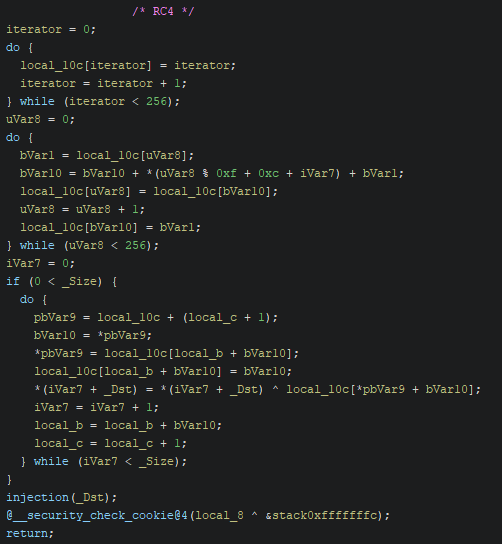 /* RC4 */
iterator = 0;
do {
local_10c[iterator] = iterator;
iterator = iterator + 1;
} while (iterator < 256);
uVar8 = 0;
do {
bVar1 = local_10c[uVar8];
bVar10 = bVar10 + *(uVar8 % 0xf + 0xc + iVar7) + bVar1;
local_10c[uVar8] = local_10c[bVar10];
uVar8 = uVar8 + 1;
local_10c[bVar10] = bVar1;
} while (uVar8 < 256);
iVar7 = 0;
if (0 < _Size) {
do {
pbVar9 = local_10c + (local_c + 1);
bVar10 = *pbVar9;
*pbVar9 = local_10c[local_b + bVar10];
local_10c[local_b + bVar10] = bVar10;
*(iVar7 + _Dst) = *(iVar7 + _Dst) ^ local_10c[*pbVar9 + bVar10];
iVar7 = iVar7 + 1;
local_b = local_b + bVar10;
local_c = local_c + 1;
} while (iVar7 < _Size);
}
injection(_Dst);
@__security_check_cookie@4(local_8 ^ &stack0xfffffffc);
return;